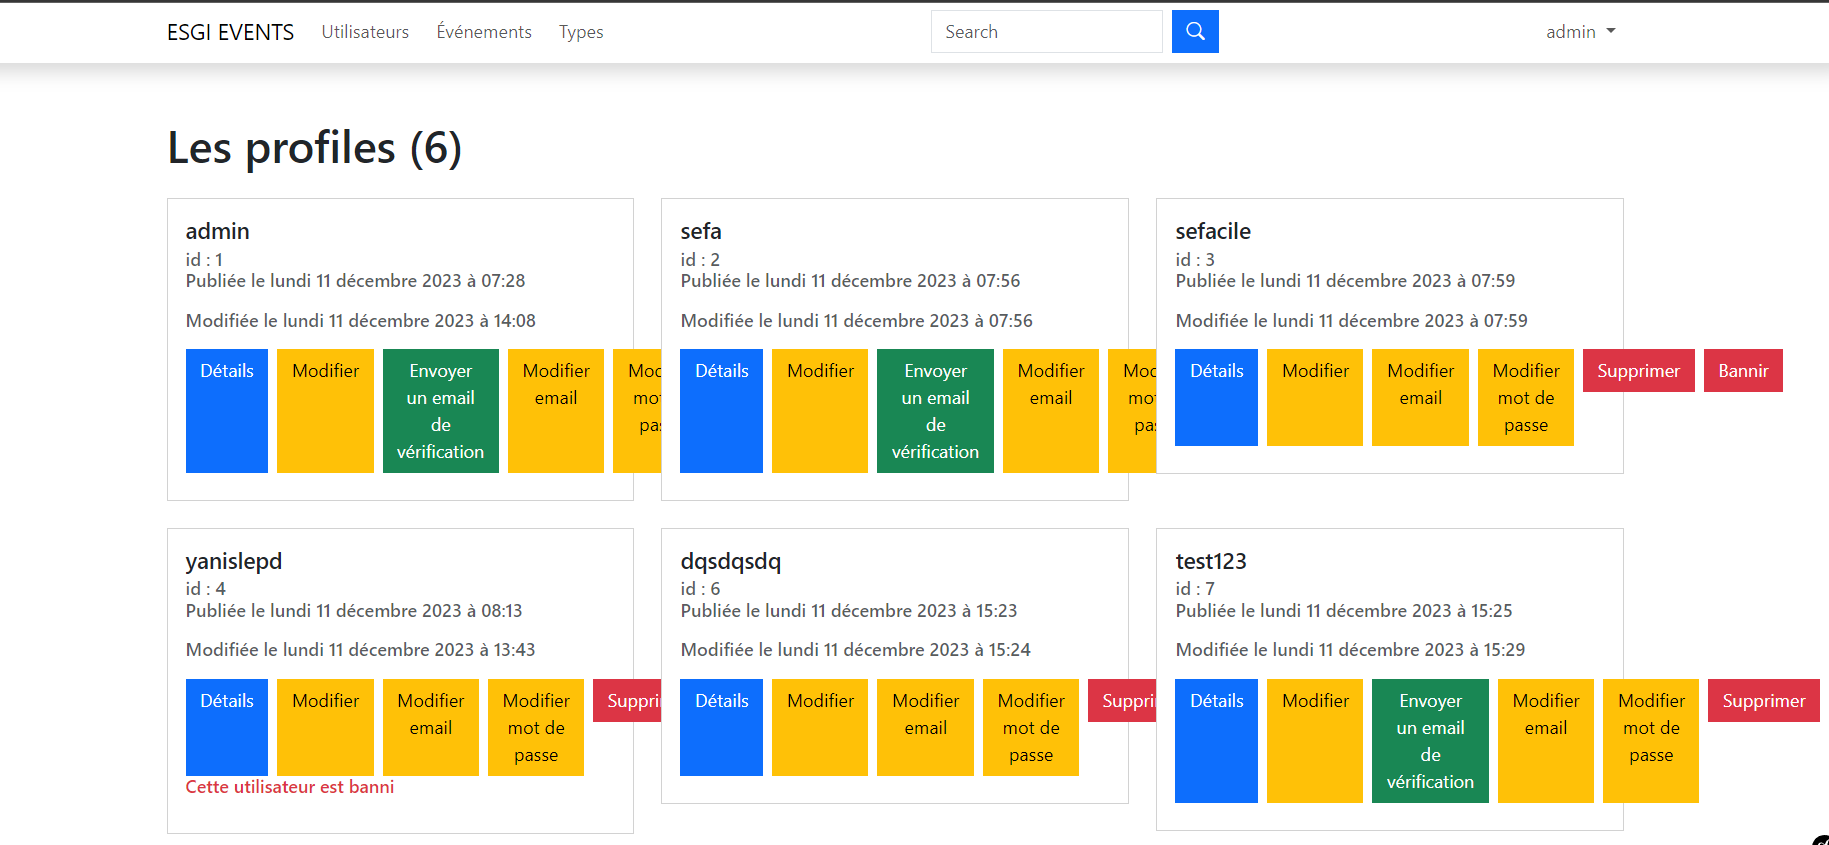 ESGI EVENTS Utilisateurs Événements Types Search admin
Les profiles (6)
admin
id : 1
Publiée le lundi 11 décembre 2023 à 07:28
Modifiée le lundi 11 décembre 2023 à 14:08
Détails
Modifier
Envoyer
un email
de
vérification
Modifier
email
sefa
id : 2
Publiée le lundi 11 décembre 2023 à 07:56
Modifiée le lundi 11 décembre 2023 à 07:56
Détails
Modifier
Envoyer
un email
de
vérification
Modifier
email
sefacile
id : 3
Publiée le lundi 11 décembre 2023 à 07:59
Modifiée le lundi 11 décembre 2023 à 07:59
Détails
Modifier
Modifier
email
Modifier
mot de
passe
Supprimer
Bannir
yanislepd
id : 4
Publiée le lundi 11 décembre 2023 à 08:13
Modifiée le lundi 11 décembre 2023 à 13:43
Détails
Modifier
Modifier
email
Modifier
mot de
passe
Cette utilisateur est banni
dqsdqsdq
id : 6
Publiée le lundi 11 décembre 2023 à 15:23
Modifiée le lundi 11 décembre 2023 à 15:24
Détails
Modifier
Modifier
email
Modifier
mot de
passe
test123
id : 7
Publiée le lundi 11 décembre 2023 à 15:25
Modifiée le lundi 11 décembre 2023 à 15:29
Détails
Modifier
Envoyer
un email
de
vérification
Modifier
email
Modifier
mot de
passe
Supprimer